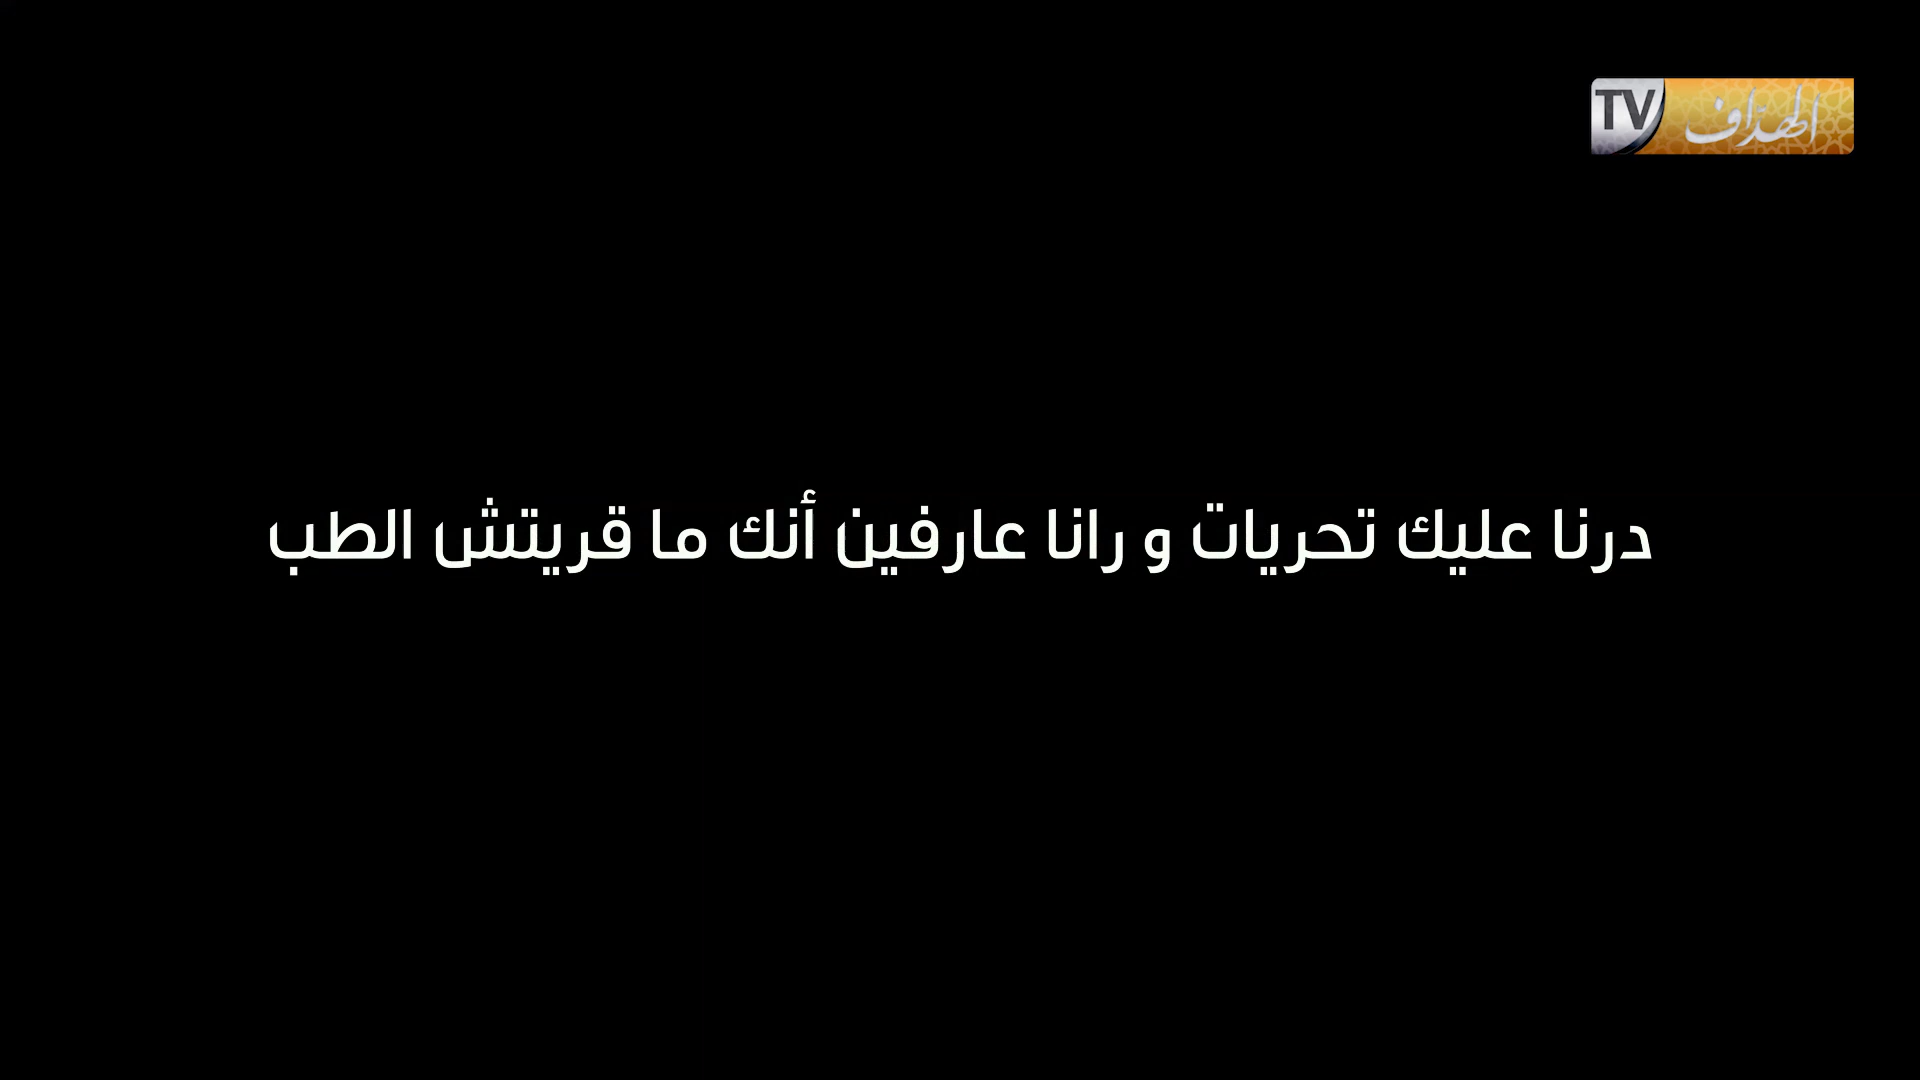 الهداف TV
درنا عليك تحريات و رانا عارفين أنك ما قريتش الطب